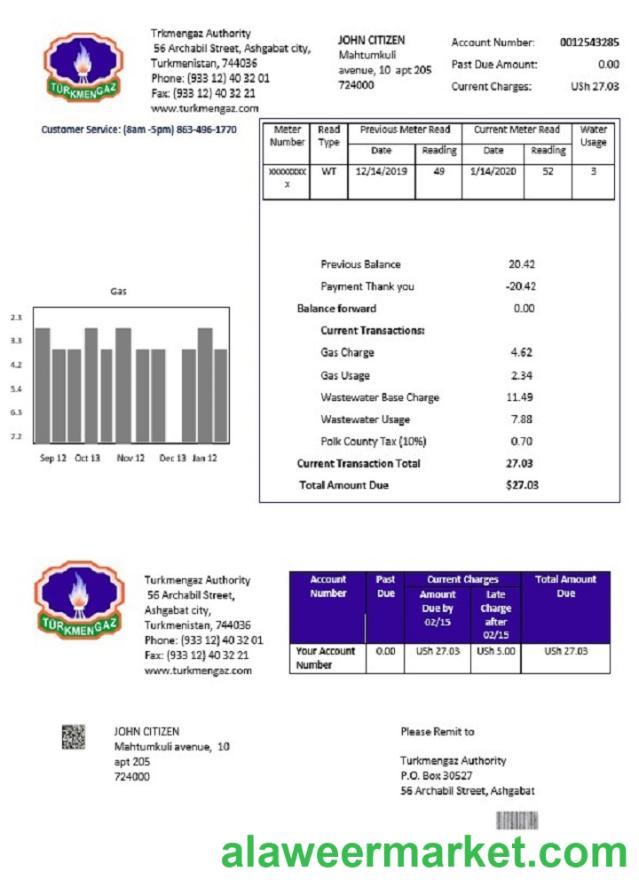 TÜRKMENGAZ
Trkmengaz Authority
56 Archabil Street, Ashgabat city,
Turkmenistan, 744036
Phone: (933 12) 40 32 01
Fax: (933 12) 40 32 21
www.turkmengaz.com
JOHN CITIZEN
Mahtumkuli
avenue, 10 apt 205
724000
Account Number: 0012543285
Past Due Amount: 0.00
Current Charges: USh 27.03
Customer Service: (8am -5pm) 863-496-1770
Meter Number Read Type Previous Meter Read Current Meter Read Water Usage
Date Reading Date Reading
xxxxxxxxx WT 12/14/2019 49 1/14/2020 52 3
x
Previous Balance 20.42
Payment Thank you -20.42
Balance forward 0.00
Current Transactions:
Gas Charge 4.62
Gas Usage 2.34
Wastewater Base Charge 11.49
Wastewater Usage 7.88
Polk County Tax (10%) 0.70
Current Transaction Total 27.03
Total Amount Due $27.03
Gas
2.3
3.3
4.2
5.4
6.3
7.2
Sep 12 Oct 13 Nov 12 Dec 13 Jan 12
TÜRKMENGAZ
Turkmengaz Authority
56 Archabil Street,
Ashgabat city,
Turkmenistan, 744036
Phone: (933 12) 40 32 01
Fax: (933 12) 40 32 21
www.turkmengaz.com
Account Number Past Due Current Charges Total Amount Due
Amount Due by 02/15 Late Charge after 02/15
Your Account Number 0.00 USh 27.03 USh 5.00 USh 27.03
JOHN CITIZEN
Mahtumkuli avenue, 10
apt 205
724000
Please Remit to
Turkmengaz Authority
P.O. Box 30527
56 Archabil Street, Ashgabat
alaweermarket.com